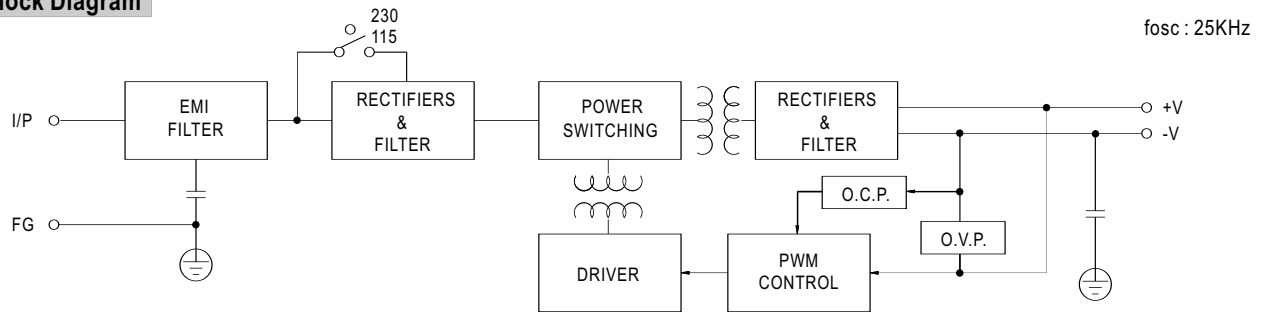 lock Diagram
230
115
fosc : 25KHz
I/P
EMI
FILTER
RECTIFIERS
&
FILTER
POWER
SWITCHING
RECTIFIERS
&
FILTER
+V
-V
FG
O.C.P.
O.V.P.
DRIVER
PWM
CONTROL